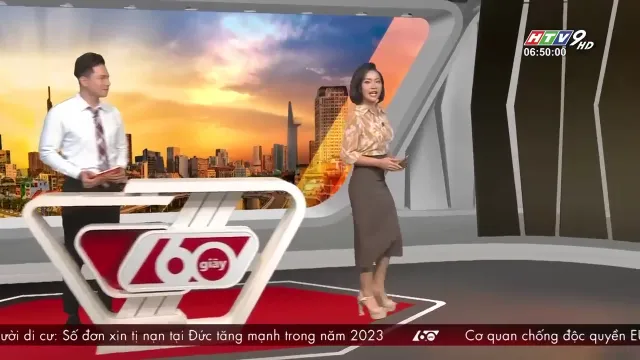 HTV9 HD
06:50:00
60
giây
ười di cư: Số đơn xin tị nạn tại Đức tăng mạnh trong năm 2023 60 Cơ quan chống độc quyền E